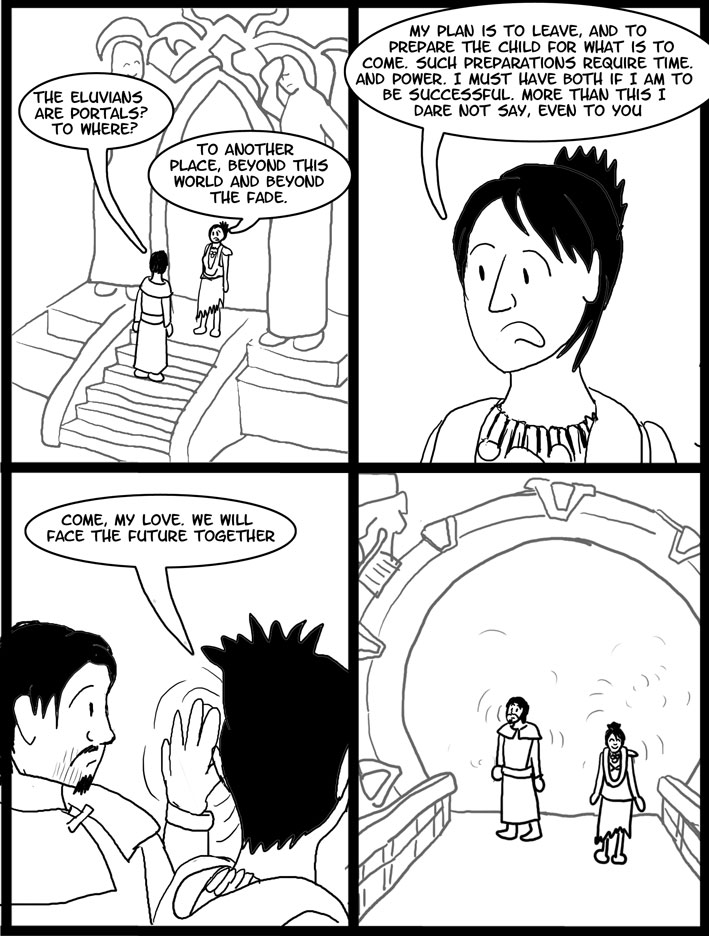 THE ELUVIANS
ARE PORTALS?
TO WHERE?
TO ANOTHER
PLACE, BEYOND THIS
WORLD AND BEYOND
THE FADE.
MY PLAN IS TO LEAVE, AND TO
PREPARE THE CHILD FOR WHAT IS TO
COME. SUCH PREPARATIONS REQUIRE TIME.
AND POWER. I MUST HAVE BOTH IF I AM TO
BE SUCCESSFUL. MORE THAN THIS I
DARE NOT SAY, EVEN TO YOU
COME, MY LOVE. WE WILL
FACE THE FUTURE TOGETHER